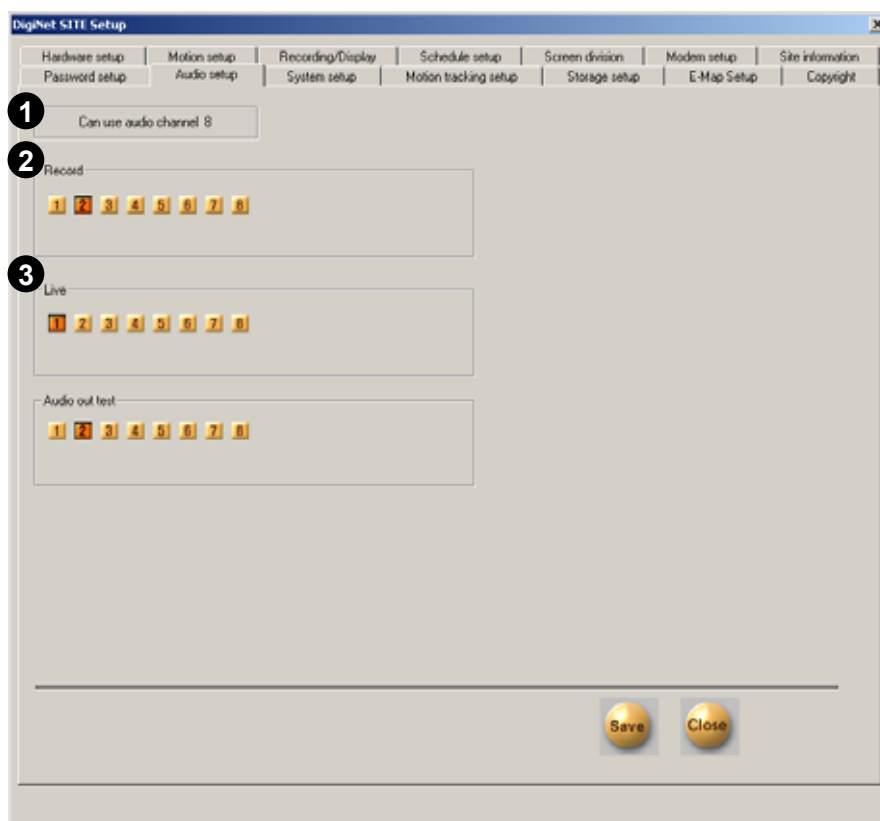 DigiNet SITE Setup
Hardware setup Motion setup Recording/Display Schedule setup Screen division Modem setup Site information
Password setup Audio setup System setup Motion tracking setup Storage setup E-Map Setup Copyright
1
Can use audio channel 8
2
Record
1 2 3 4 5 6 7 8
3
Live
1 2 3 4 5 6 7 8
Audio out test
1 2 3 4 5 6 7 8
Save Close